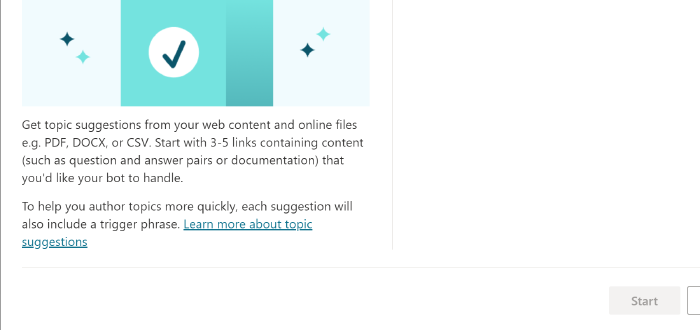 Get topic suggestions from your web content and online files
e.g. PDF, DOCX, or CSV. Start with 3-5 links containing content
(such as question and answer pairs or documentation) that
you'd like your bot to handle.
To help you author topics more quickly, each suggestion will
also include a trigger phrase. Learn more about topic
suggestions
Start